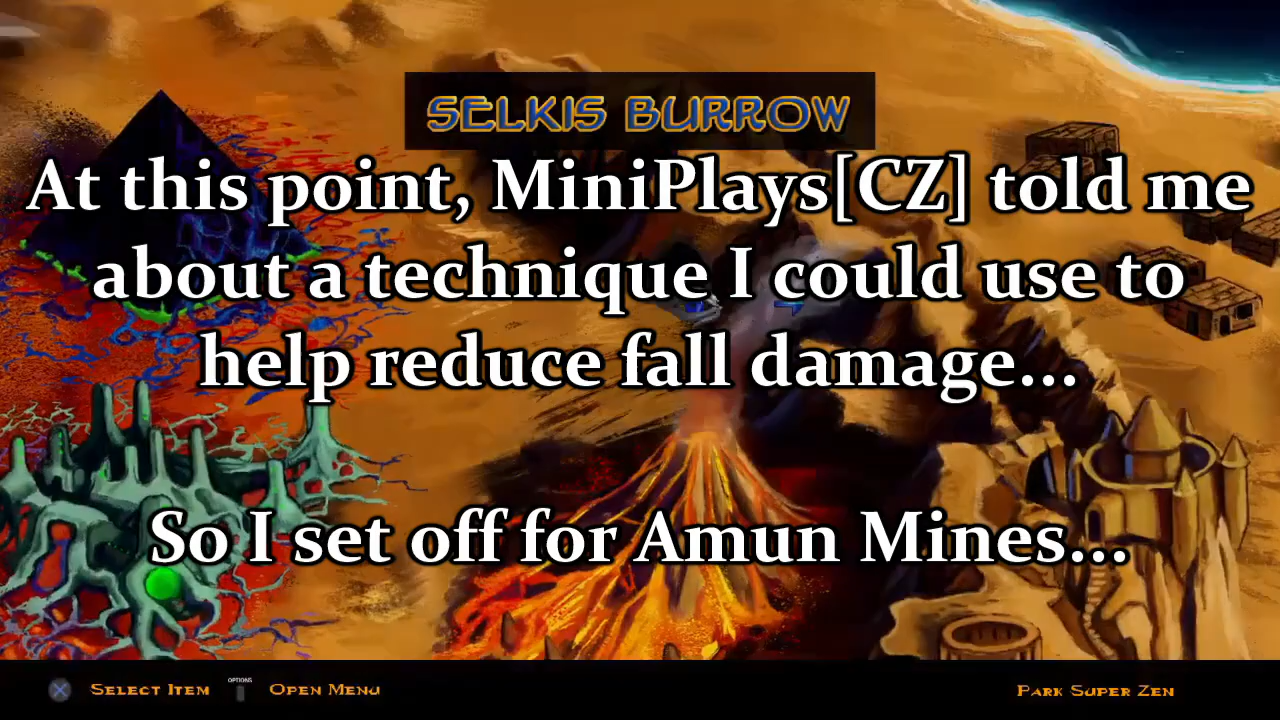 SELKIS BURROW
At this point, MiniPlays[CZ] told me
about a technique I could use to
help reduce fall damage...
So I set off for Amun Mines...
OPTIONS
SELECT ITEM OPEN MENU PARK SUPER ZEN